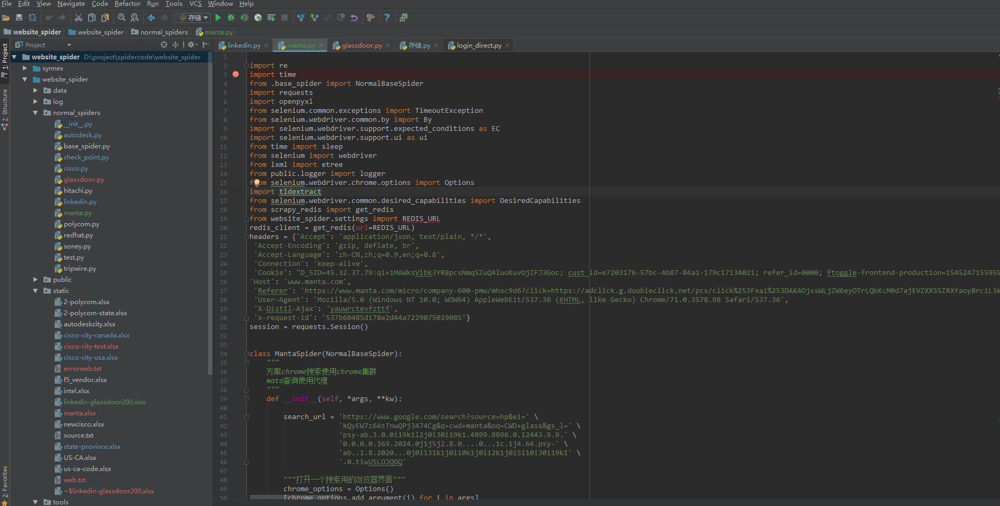 File Edit View Navigate Code Refactor Run Tools VCS Window Help
存储
website_spider website_spider normal_spiders manta.py
Project
linkedin.py manta.py glassdoor.py 存储.py login_direct.py
1: Project
7: Structure
2: Favorites
website_spider D:\project\spidercode\website_spider
synnex
website_spider
data
log
normal_spiders
__init__.py
autodesk.py
base_spider.py
check_point.py
cisco.py
glassdoor.py
hitachi.py
linkedin.py
manta.py
polycom.py
redhat.py
soney.py
test.py
tripwire.py
public
static
2-polycom.xlsx
2-polycom-state.xlsx
autodeskcity.xlsx
cisco-city-canada.xlsx
cisco-city-test.xlsx
cisco-city-usa.xlsx
errorweb.txt
f5_vendor.xlsx
intel.xlsx
linkedin-glassdoor200.xlsx
manta.xlsx
newcisco.xlsx
source.txt
state-province.xlsx
US-CA.xlsx
us-ca-code.xlsx
web.txt
~$linkedin-glassdoor200.xlsx
tools
1
2 import re
3 import time
4 from .base_spider import NormalBaseSpider
5 import requests
6 import openpyxl
7 from selenium.common.exceptions import TimeoutException
8 from selenium.webdriver.common.by import By
9 import selenium.webdriver.support.expected_conditions as EC
10 import selenium.webdriver.support.ui as ui
11 from time import sleep
12 from selenium import webdriver
13 from lxml import etree
14 from public.logger import logger
15 from selenium.webdriver.chrome.options import Options
16 import tldextract
17 from selenium.webdriver.common.desired_capabilities import DesiredCapabilities
18 from scrapy_redis import get_redis
19 from website_spider.settings import REDIS_URL
20 redis_client = get_redis(url=REDIS_URL)
21 headers = {'Accept': 'application/json, text/plain, */*',
22 'Accept-Encoding': 'gzip, deflate, br',
23 'Accept-Language': 'zh-CN,zh;q=0.9,en;q=0.8',
24 'Connection': 'keep-alive',
25 'Cookie': "D_SID=45.32.37.79:qi+1MAWksVibk3YR8pcsNmqSZuQ4luoKuvOjZFJ3Goc; cust_id=e7203176-57bc-4b87-84a1-179c17134021; refer_id=0000; ftoggle-frontend-production=1545247155959
26 'Host': 'www.manta.com',
27 'Referer': 'https://www.manta.com/micro/company-600-pmw/mhxc9d6?click=https://adclick.g.doubleclick.net/pcs/click%253Fxai%253DAKAOjssWLjZW6eyOTrLQbKcM0d7ajEVZXX5SZRXfaoy8rciL3k
28 'User-Agent': 'Mozilla/5.0 (Windows NT 10.0; WOW64) AppleWebKit/537.36 (KHTML, like Gecko) Chrome/71.0.3578.98 Safari/537.36',
29 'X-Distil-Ajax': 'yauwrctevfzttf',
30 'x-request-id': '537b60485d178e2d44a7229075029085'}
31 session = requests.Session()
32
33
34 class MantaSpider(NormalBaseSpider):
35 """
36 方案chrome搜索使用chrome集群
37 mata查询使用代理
38 """
39 def __init__(self, *args, **kw):
40
41 search_url = 'https://www.google.com/search?source=hp&ei=' \
42 'kQyEW7z6AtTnwQPj3474Cg&q=cwd+manta&oq=CWD+glass&gs_l=' \
43 'psy-ab.3.0.0i19k1l2j0i30i19k1.4899.8896.0.12443.9.9.' \
44 '0.0.0.0.369.2024.0j1j5j2.8.0....0...1c.1j4.64.psy-' \
45 'ab..1.8.2020...0j0i131k1j0i10k1j0i12k1j0i5i10i30i19k1' \
46 '.0.tiwUSLOJQGQ'
47
48 """打开一个搜索用的浏览器界面"""
49 chrome_options = Options()
50 [chrome_options.add_argument(i) for i in args]